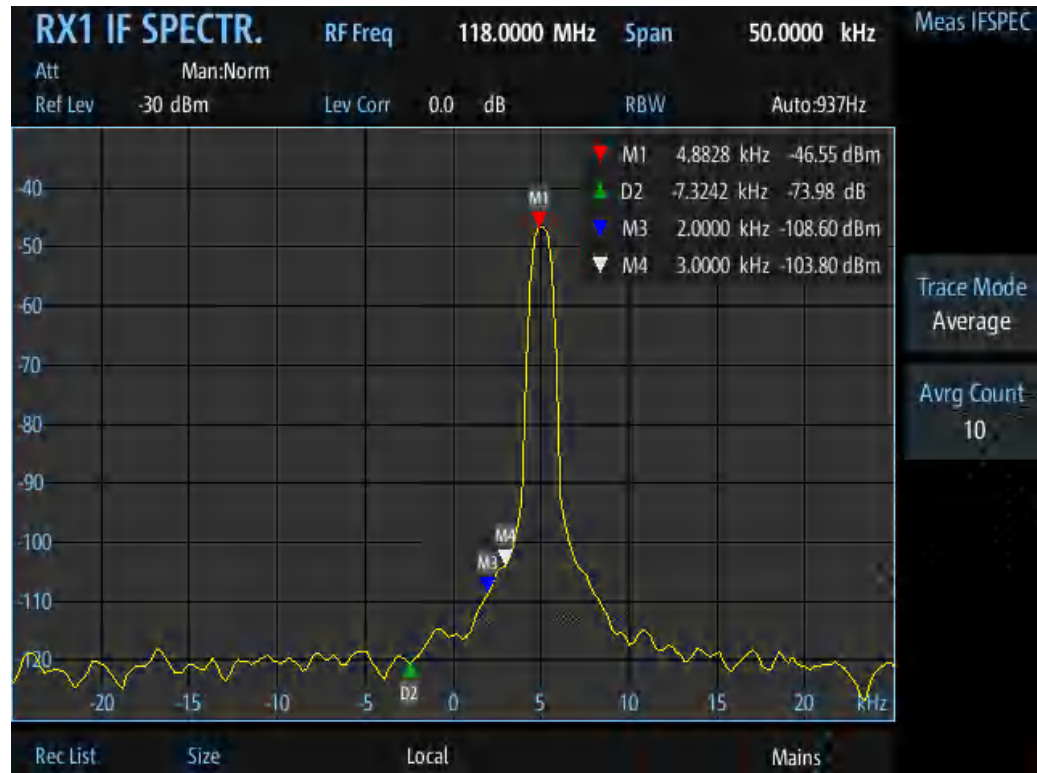 RX1 IF SPECTR. RF Freq 118.0000 MHz Span 50.0000 kHz Meas IFSPEC
Att Man:Norm
Ref Lev -30 dBm Lev Corr 0.0 dB RBW Auto:937Hz
M1 4.8828 kHz -46.55 dBm
-40 D2 -7.3242 kHz -73.98 dB
M1
M3 2.0000 kHz -108.60 dBm
-50
M4 3.0000 kHz -103.80 dBm
Trace Mode
-60
Average
-70
Avrg Count
-80
10
-90
-100
M4
M3
-110
-120
D2
-20 -15 -10 -5 0 5 10 15 20 kHz
Rec List Size Local Mains